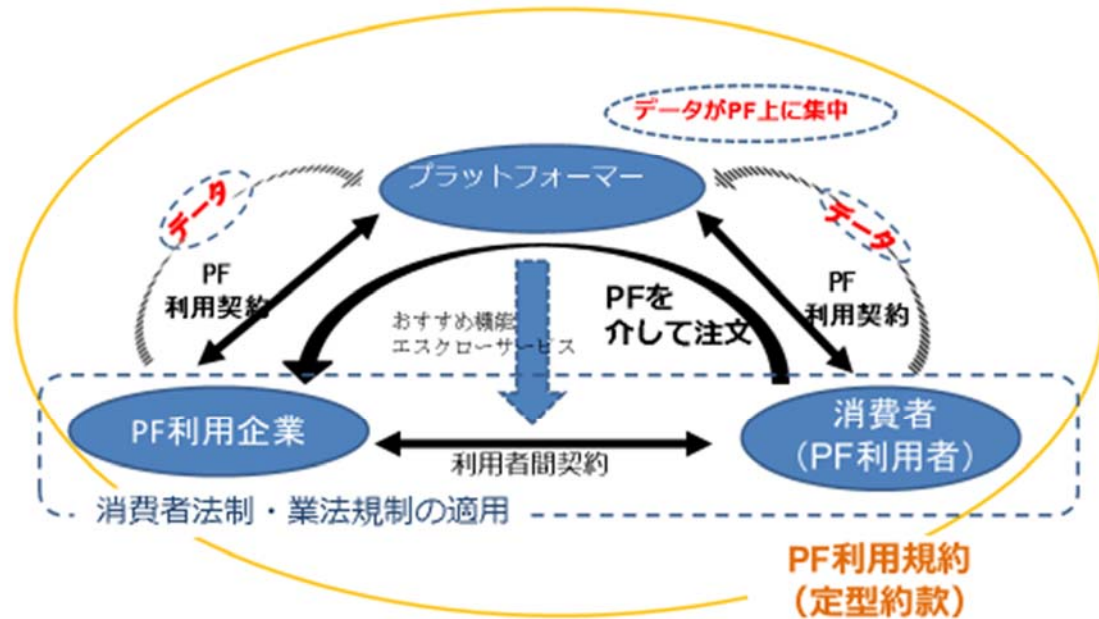 データがPF上に集中
プラットフォーマー
データ
データ
PF
利用契約
PF
利用契約
おすすめ機能
エスクローサービス
PFを
介して注文
PF利用企業
消費者
（PF利用者）
利用者間契約
消費者法制・業法規制の適用
PF利用規約
（定型約款）